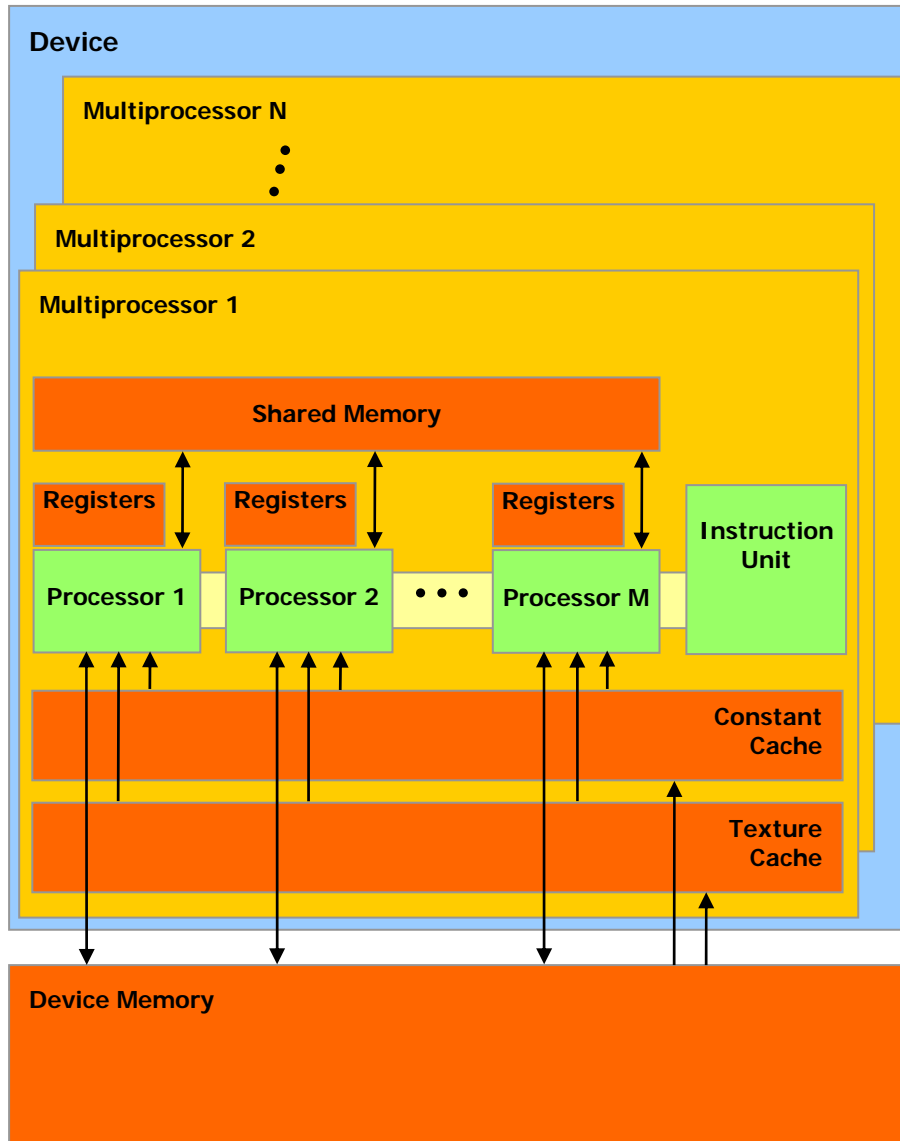 Device
Multiprocessor N
Multiprocessor 2
Multiprocessor 1
Shared Memory
Registers
Registers
Registers
Instruction
Unit
Processor 1
Processor 2
Processor M
Constant
Cache
Texture
Cache
Device Memory